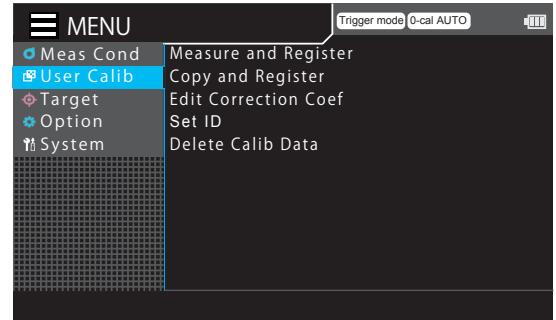 MENU
Trigger mode 0-cal AUTO
Meas Cond
User Calib
Target
Option
System
Measure and Register
Copy and Register
Edit Correction Coef
Set ID
Delete Calib Data